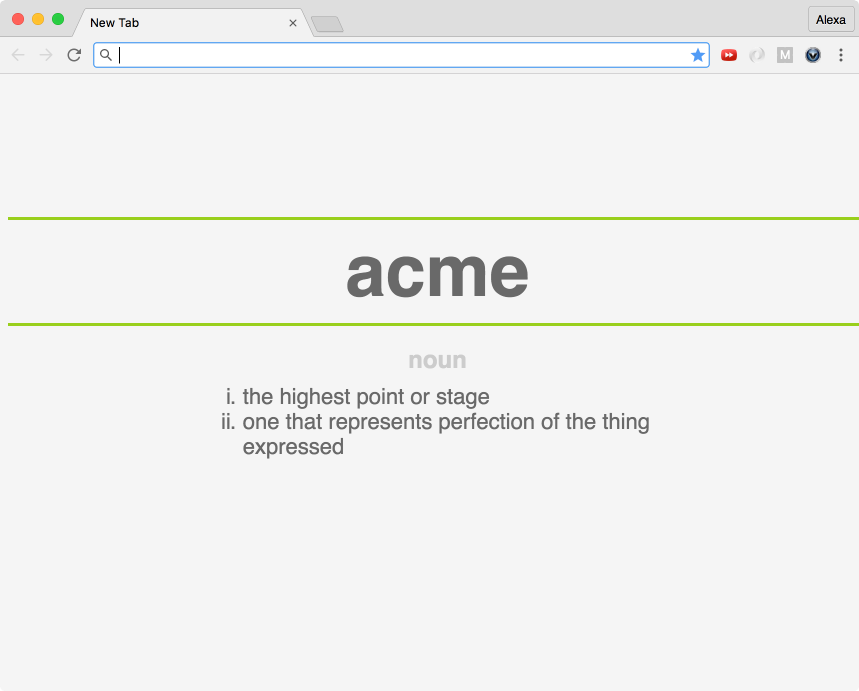 New Tab
Alexa
M
acme
noun
i. the highest point or stage
ii. one that represents perfection of the thing
expressed